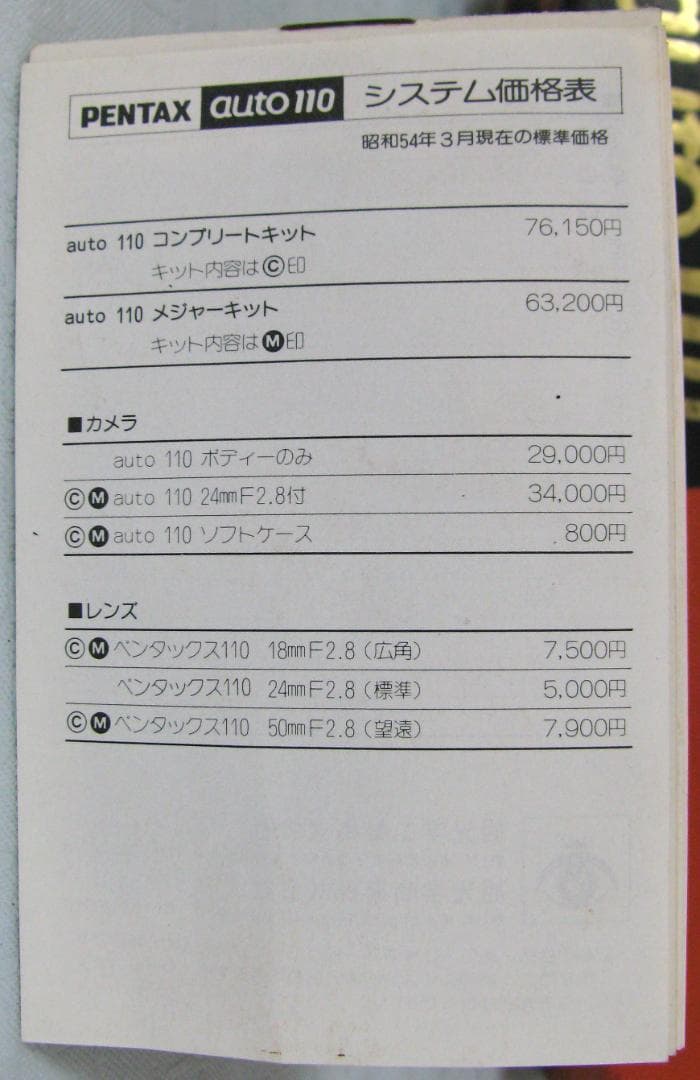 PENTAX auto 110 システム価格表
昭和54年3月現在の標準価格
auto 110 コンプリートキット 76,150円
キット内容はⒸ印
auto 110 メジャーキット 63,200円
キット内容は🅜印
■カメラ
auto 110 ボディーのみ 29,000円
Ⓒ🅜auto 110 24㎜F2.8付 34,000円
Ⓒ🅜auto 110 ソフトケース 800円
■レンズ
Ⓒ🅜ペンタックス110 18㎜F2.8(広角) 7,500円
ペンタックス110 24㎜F2.8(標準) 5,000円
Ⓒ🅜ペンタックス110 50㎜F2.8(望遠) 7,900円